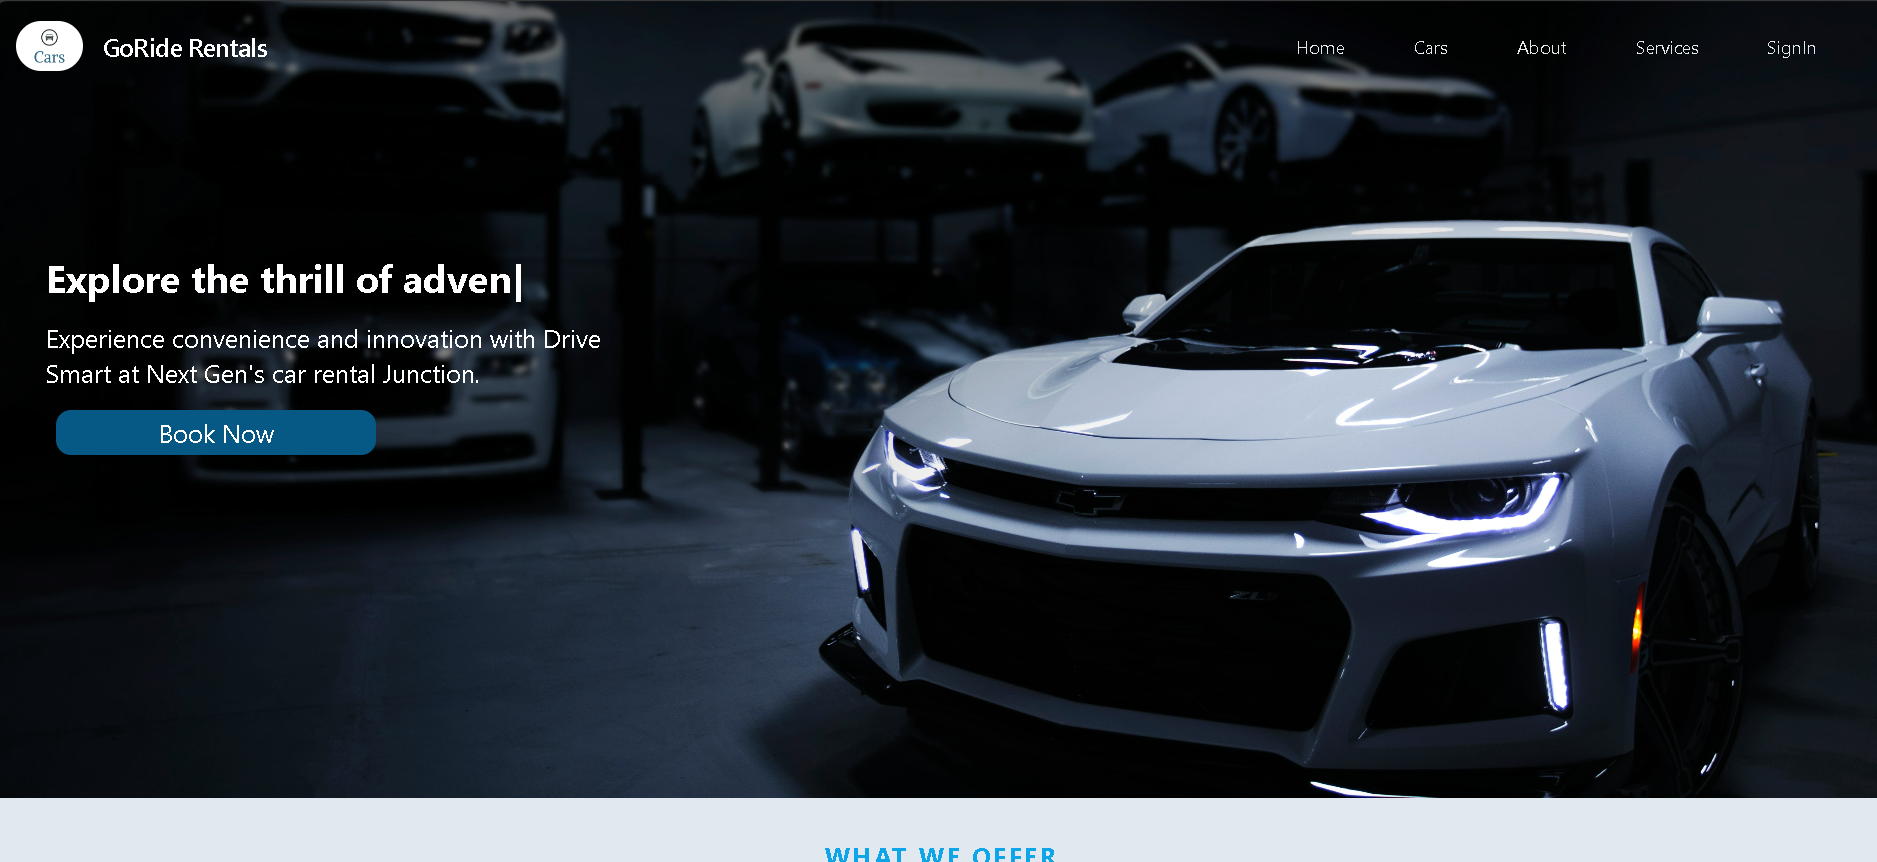 Cars
GoRide Rentals
Home
Cars
About
Services
SignIn
Explore the thrill of adven|
Experience convenience and innovation with Drive
Smart at Next Gen's car rental Junction.
Book Now
ZL1
WHAT WE OFFER